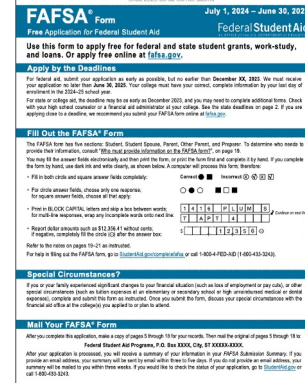 July 1, 2024 – June 30, 2025
FAFSA® Form
Free Application for Federal Student Aid
Federal Student Aid
Use this form to apply free for federal and state student grants, work-study,
and loans. Or apply free online at fafsa.gov.
Apply by the Deadlines
For federal aid, submit your application as early as possible, but no earlier than December XX, 2023. We must receive
your application no later than June 30, 2025. Your college must have your correct, complete information by your last day of
enrollment in the 2024-25 school year.
For state or college aid, the deadline may be as early as December 2023, and you may need to complete additional forms. Check
with your high school counselor or a financial aid administrator at your college. See the state deadlines on page 2. If you are
applying close to a deadline, we recommend you submit your FAFSA form online at fafsa.gov.
Fill Out the FAFSA® Form
The FAFSA form has five sections: Student, Student Spouse, Parent, Other Parent, and Preparer. To determine who needs to
provide their information, consult "Who must provide information on the FAFSA form?", on page 19.
You may fill the answer fields electronically and then print the form, or print the form first and complete it by hand. If you complete
the form by hand, use dark ink and write clearly, as shown below. A computer will process this form, therefore:
• Fill in both circle and square answer fields completely: Correct Incorrect
• For circle answer fields, choose only one response,
for square answer fields, choose all that apply:
• Print in BLOCK CAPITAL letters and skip a box between words;
for multi-line responses, wrap any incomplete words onto next line:
1 4 1 6 P L U M S
T A P T 4
• Report dollar amounts such as $12,356.41 without cents;
if negative, completely fill the circle (-) after the answer box:
$ 1 2 3 5 6
Refer to the notes on pages 19–21 as instructed.
For help in filling out the FAFSA form, go to StudentAid.gov/completefafsa or call 1-800-4-FED-AID (1-800-433-3243).
Special Circumstances?
If you or your family experienced significant changes to your financial situation (such as loss of employment or pay cuts), or other
special circumstances (such as tuition expenses at an elementary or secondary school or high unreimbursed medical or dental
expenses), complete and submit this form as instructed. Once you submit the form, discuss your special circumstances with the
financial aid office at the college(s) you applied to or plan to attend.
Mail Your FAFSA® Form
After you complete this application, make a copy of pages 5 through 18 for your records. Then mail the original of pages 5 through 18 to:
Federal Student Aid Programs, P.O. Box XXXX, City, ST XXXXX-XXXX.
After your application is processed, you will receive a summary of your information in your FAFSA Submission Summary. If you
provide an email address, your summary will be sent by email within three to five days. If you do not provide an email address, your
summary will be mailed to you within three weeks. If you would like to check the status of your application, go to StudentAid.gov or
call 1-800-433-3243.